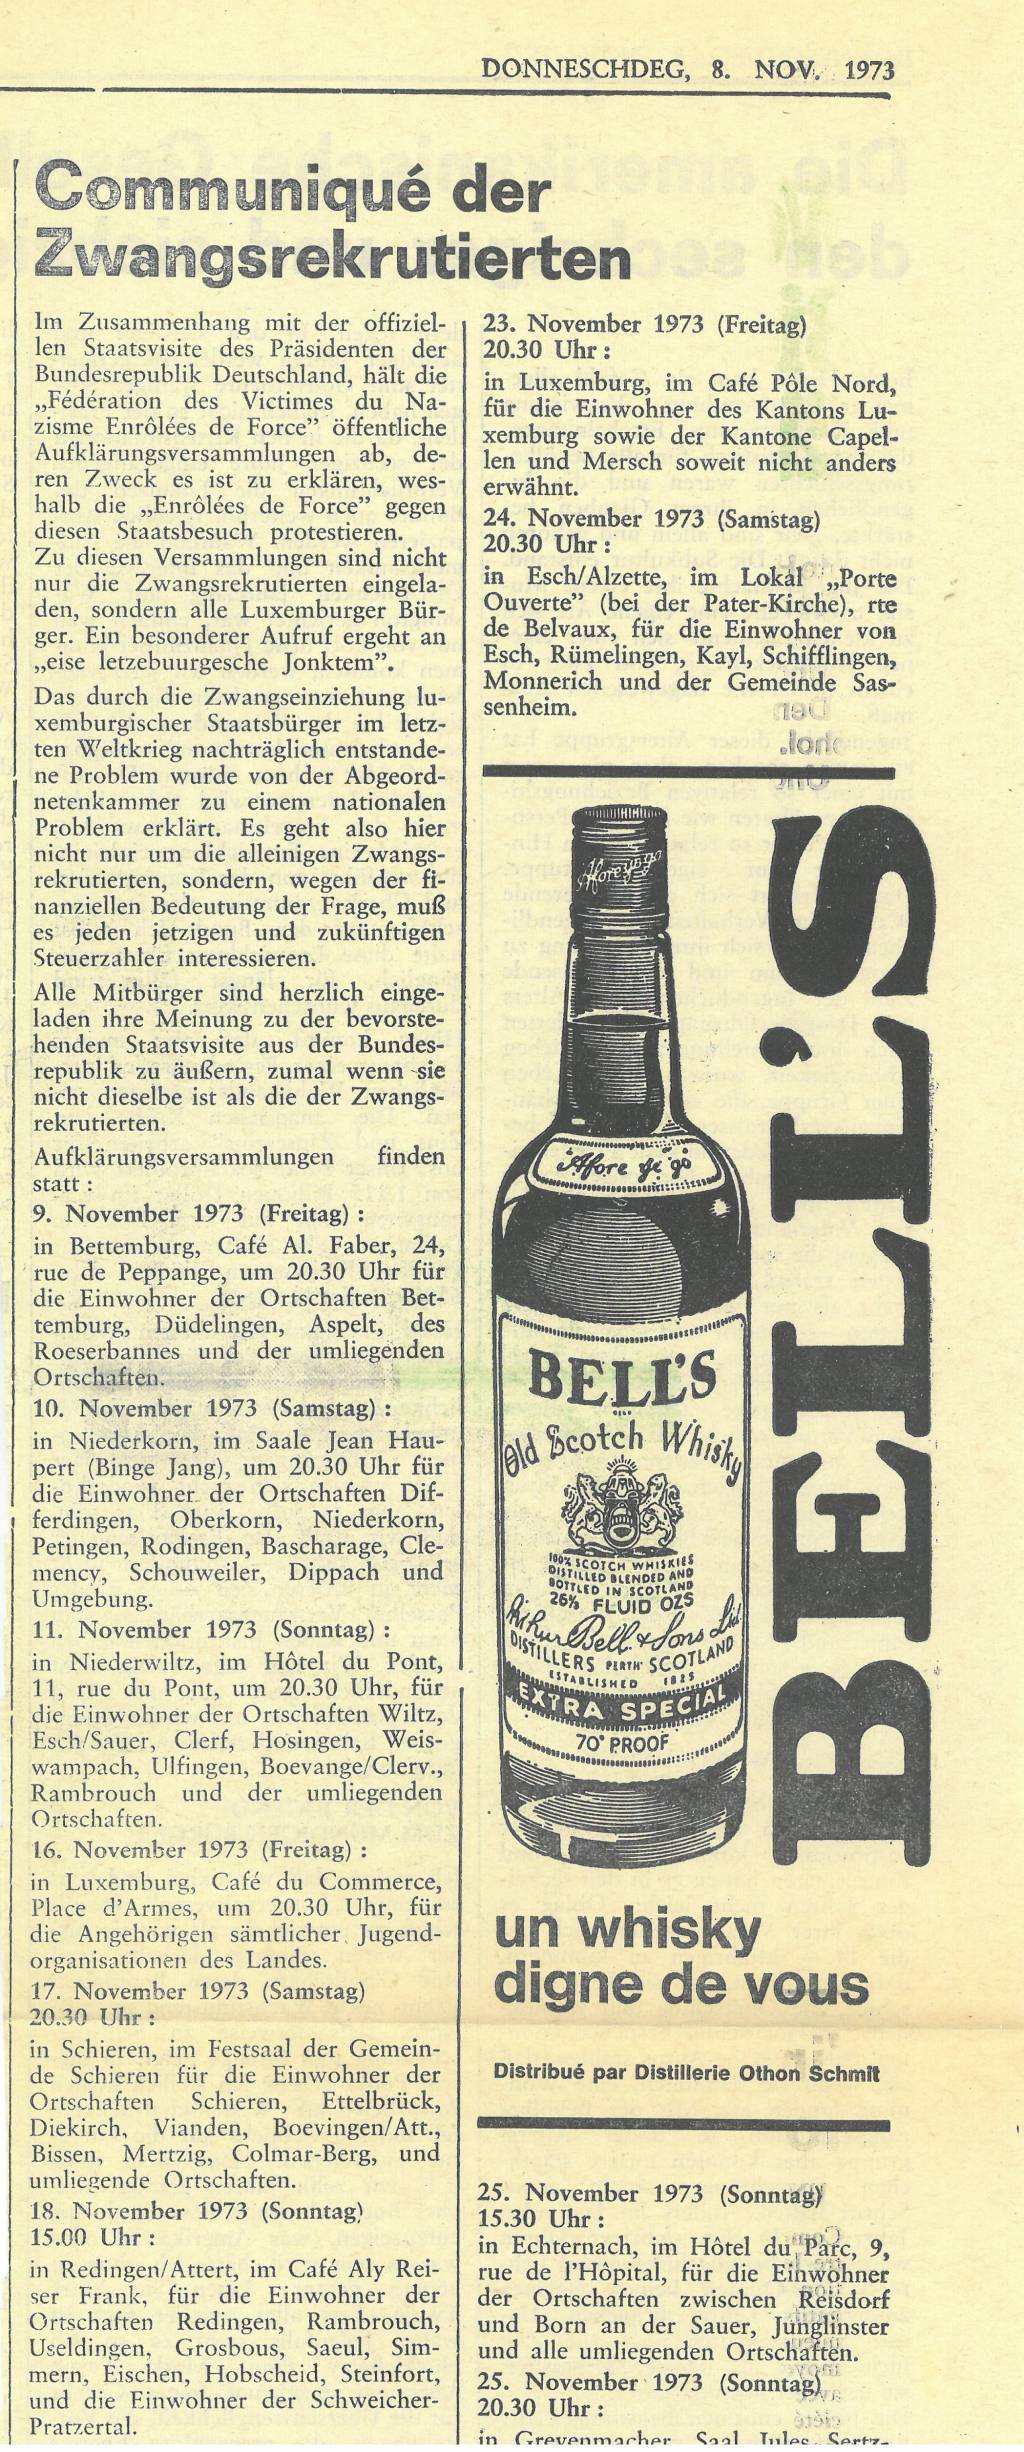 DONNESCHDEG, 8. NOV. 1973
Communiqué der
Zwangsrekrutierten
Im Zusammenhang mit der offiziel-
len Staatsvisite des Präsidenten der
Bundesrepublik Deutschland, hält die
„Fédération des Victimes du Na-
zisme Enrôlées de Force” öffentliche
Aufklärungsversammlungen ab, de-
ren Zweck es ist zu erklären, wes-
halb die „Enrôlées de Force” gegen
diesen Staatsbesuch protestieren.
Zu diesen Versammlungen sind nicht
nur die Zwangsrekrutierten eingela-
den, sondern alle Luxemburger Bür-
ger. Ein besonderer Aufruf ergeht an
„eise letzebuurgesche Jonktem”.
Das durch die Zwangseinziehung lu-
xemburgischer Staatsbürger im letz-
ten Weltkrieg nachträglich entstande-
ne Problem wurde von der Abgeord-
netenkammer zu einem nationalen
Problem erklärt. Es geht also hier
nicht nur um die alleinigen Zwangs-
rekrutierten, sondern, wegen der fi-
nanziellen Bedeutung der Frage, muß
es jeden jetzigen und zukünftigen
Steuerzahler interessieren.
Alle Mitbürger sind herzlich einge-
laden ihre Meinung zu der bevorste-
henden Staatsvisite aus der Bundes-
republik zu äußern, zumal wenn sie
nicht dieselbe ist als die der Zwangs-
rekrutierten.
Aufklärungsversammlungen finden
statt :
9. November 1973 (Freitag) :
in Bettemburg, Café Al. Faber, 24,
rue de Peppange, um 20.30 Uhr für
die Einwohner der Ortschaften Bet-
temburg, Düdelingen, Aspelt, des
Roeserbannes und der umliegenden
Ortschaften.
10. November 1973 (Samstag) :
in Niederkorn, im Saale Jean Hau-
pert (Binge Jang), um 20.30 Uhr für
die Einwohner der Ortschaften Dif-
ferdingen, Oberkorn, Niederkorn,
Petingen, Rodingen, Bascharage, Cle-
mency, Schouweiler, Dippach und
Umgebung.
11. November 1973 (Sonntag) :
in Niederwiltz, im Hôtel du Pont,
11, rue du Pont, um 20.30 Uhr, für
die Einwohner der Ortschaften Wiltz,
Esch/Sauer, Clerf, Hosingen, Weis-
wampach, Ulfingen, Boevange/Clerv.,
Rambrouch und der umliegenden
Ortschaften.
16. November 1973 (Freitag) :
in Luxemburg, Café du Commerce,
Place d'Armes, um 20.30 Uhr, für
die Angehörigen sämtlicher Jugend-
organisationen des Landes.
17. November 1973 (Samstag)
20.30 Uhr :
in Schieren, im Festsaal der Gemein-
de Schieren für die Einwohner der
Ortschaften Schieren, Ettelbrück,
Diekirch, Vianden, Boevingen/Att.,
Bissen, Mertzig, Colmar-Berg, und
umliegende Ortschaften.
18. November 1973 (Sonntag)
15.00 Uhr :
in Redingen/Attert, im Café Aly Rei-
ser Frank, für die Einwohner der
Ortschaften Redingen, Rambrouch,
Useldingen, Grosbous, Saeul, Sim-
mern, Eischen, Hobscheid, Steinfort,
und die Einwohner der Schweicher-
Pratzertal.
23. November 1973 (Freitag)
20.30 Uhr :
in Luxemburg, im Café Pôle Nord,
für die Einwohner des Kantons Lu-
xemburg sowie der Kantone Capel-
len und Mersch soweit nicht anders
erwähnt.
24. November 1973 (Samstag)
20.30 Uhr :
in Esch/Alzette, im Lokal „Porte
Ouverte” (bei der Pater-Kirche), rte
de Belvaux, für die Einwohner von
Esch, Rümelingen, Kayl, Schifflingen,
Monnerich und der Gemeinde Sas-
senheim.
Afore ye go
"Afore ye go"
BELL'S
Old Scotch Whisky
100% SCOTCH WHISKIES
DISTILLED BLENDED AND
BOTTLED IN SCOTLAND
26⅔ FLUID OZS
Arthur Bell & Sons Ltd
DISTILLERS PERTH SCOTLAND
ESTABLISHED 1825
EXTRA SPECIAL
70° PROOF
BELL'S
un whisky
digne de vous
Distribué par Distillerie Othon Schmit
25. November 1973 (Sonntag)
15.30 Uhr :
in Echternach, im Hôtel du Parc, 9,
rue de l'Hôpital, für die Einwohner
der Ortschaften zwischen Reisdorf
und Born an der Sauer, Junglinster
und alle umliegenden Ortschaften.
25. November 1973 (Sonntag)
20.30 Uhr :
in Grevenmacher, Saal Jules Sertz-